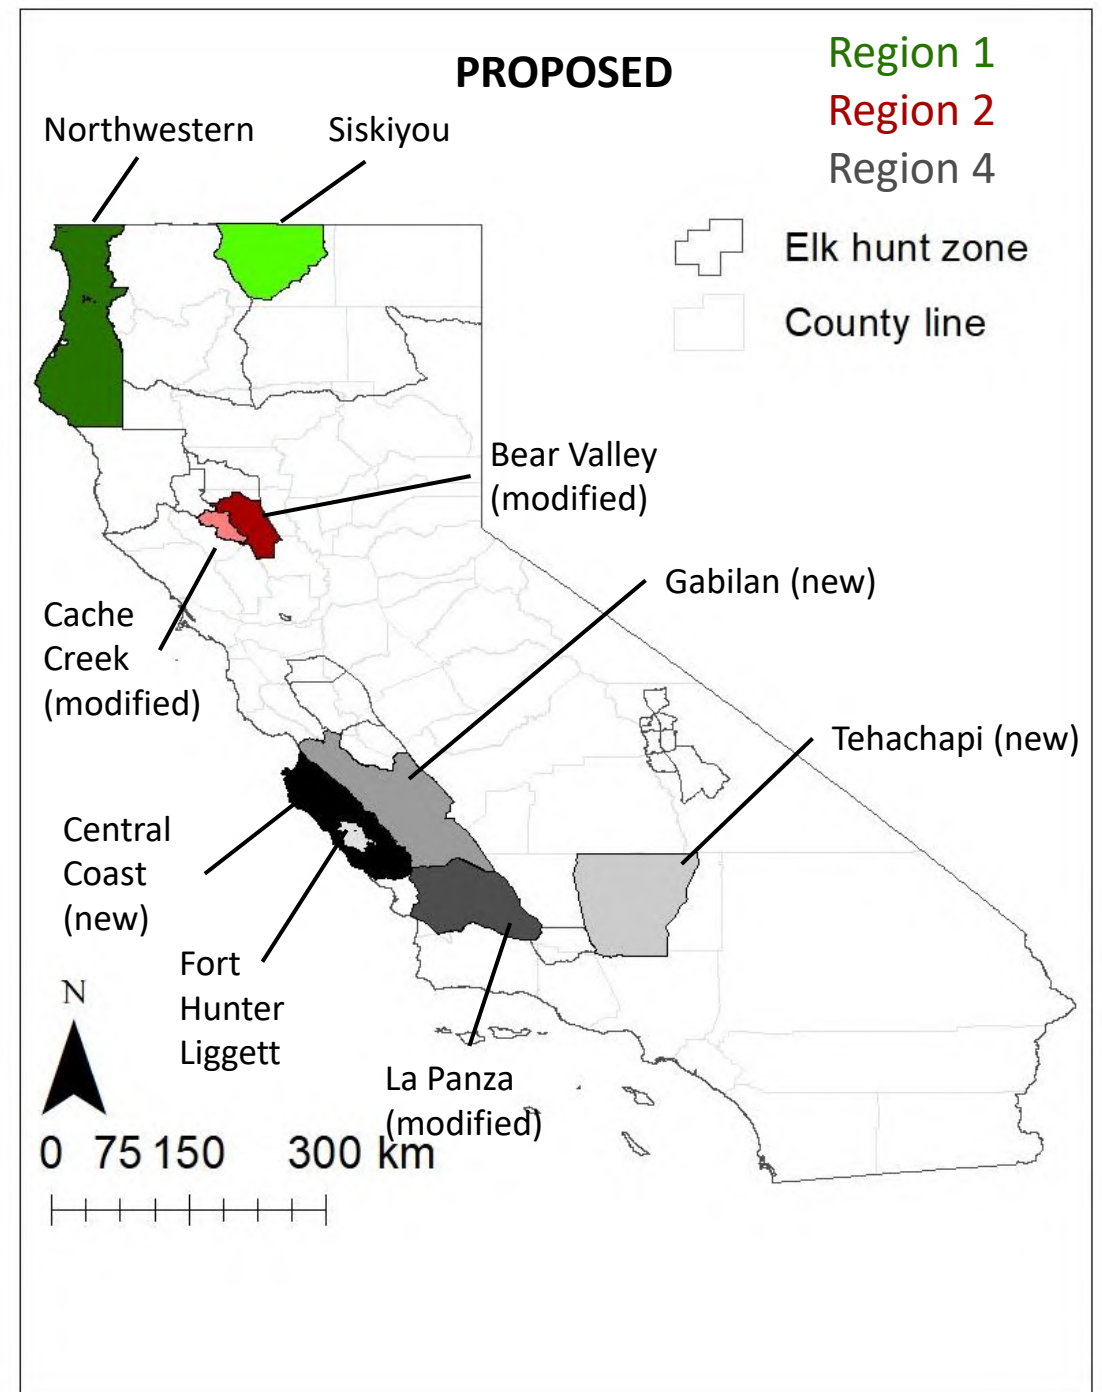 PROPOSED
Region 1
Region 2
Region 4
Northwestern
Siskiyou
Elk hunt zone
County line
Bear Valley
(modified)
Gabilan (new)
Cache
Creek
(modified)
Tehachapi (new)
Central
Coast
(new)
Fort
Hunter
Liggett
La Panza
(modified)
N
0 75 150 300 km